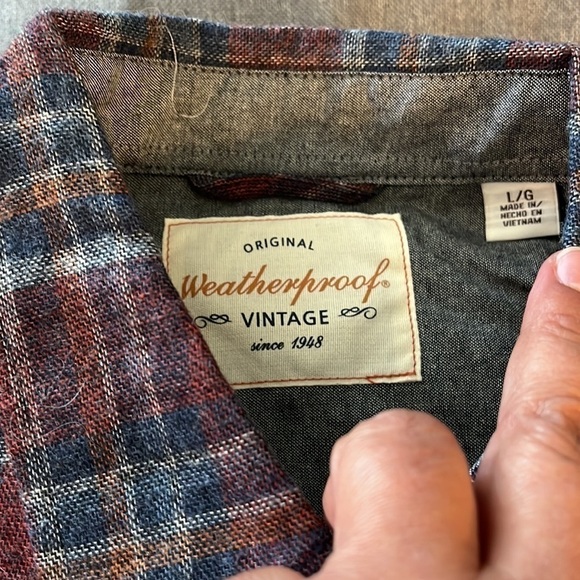 ORIGINAL
Weatherproof®
VINTAGE
since 1948
L/G
MADE IN/
HECHO EN
VIETNAM